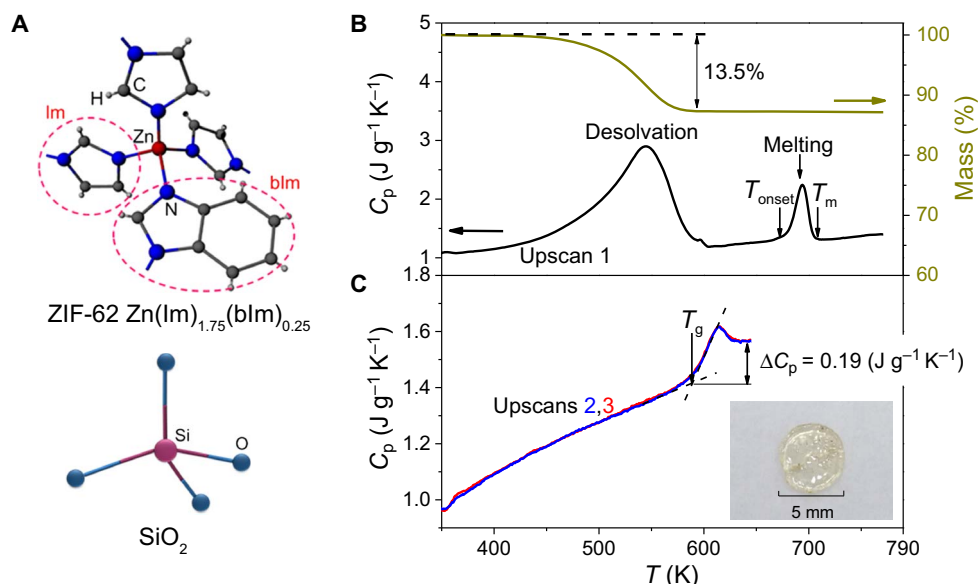 A
H
C
Im
Zn
bIm
N
ZIF-62 Zn(Im)1.75(bIm)0.25
Si
O
SiO2
B
5
4
3
2
1
Cp (J g–1 K–1)
13.5%
Desolvation
Melting
Tonset
Tm
Upscan 1
100
90
80
70
60
Mass (%)
C
1.8
1.6
1.4
1.2
1.0
Cp (J g–1 K–1)
Tg
ΔCp = 0.19 (J g–1 K–1)
Upscans 2,3
5 mm
400
500
600
700
790
T (K)